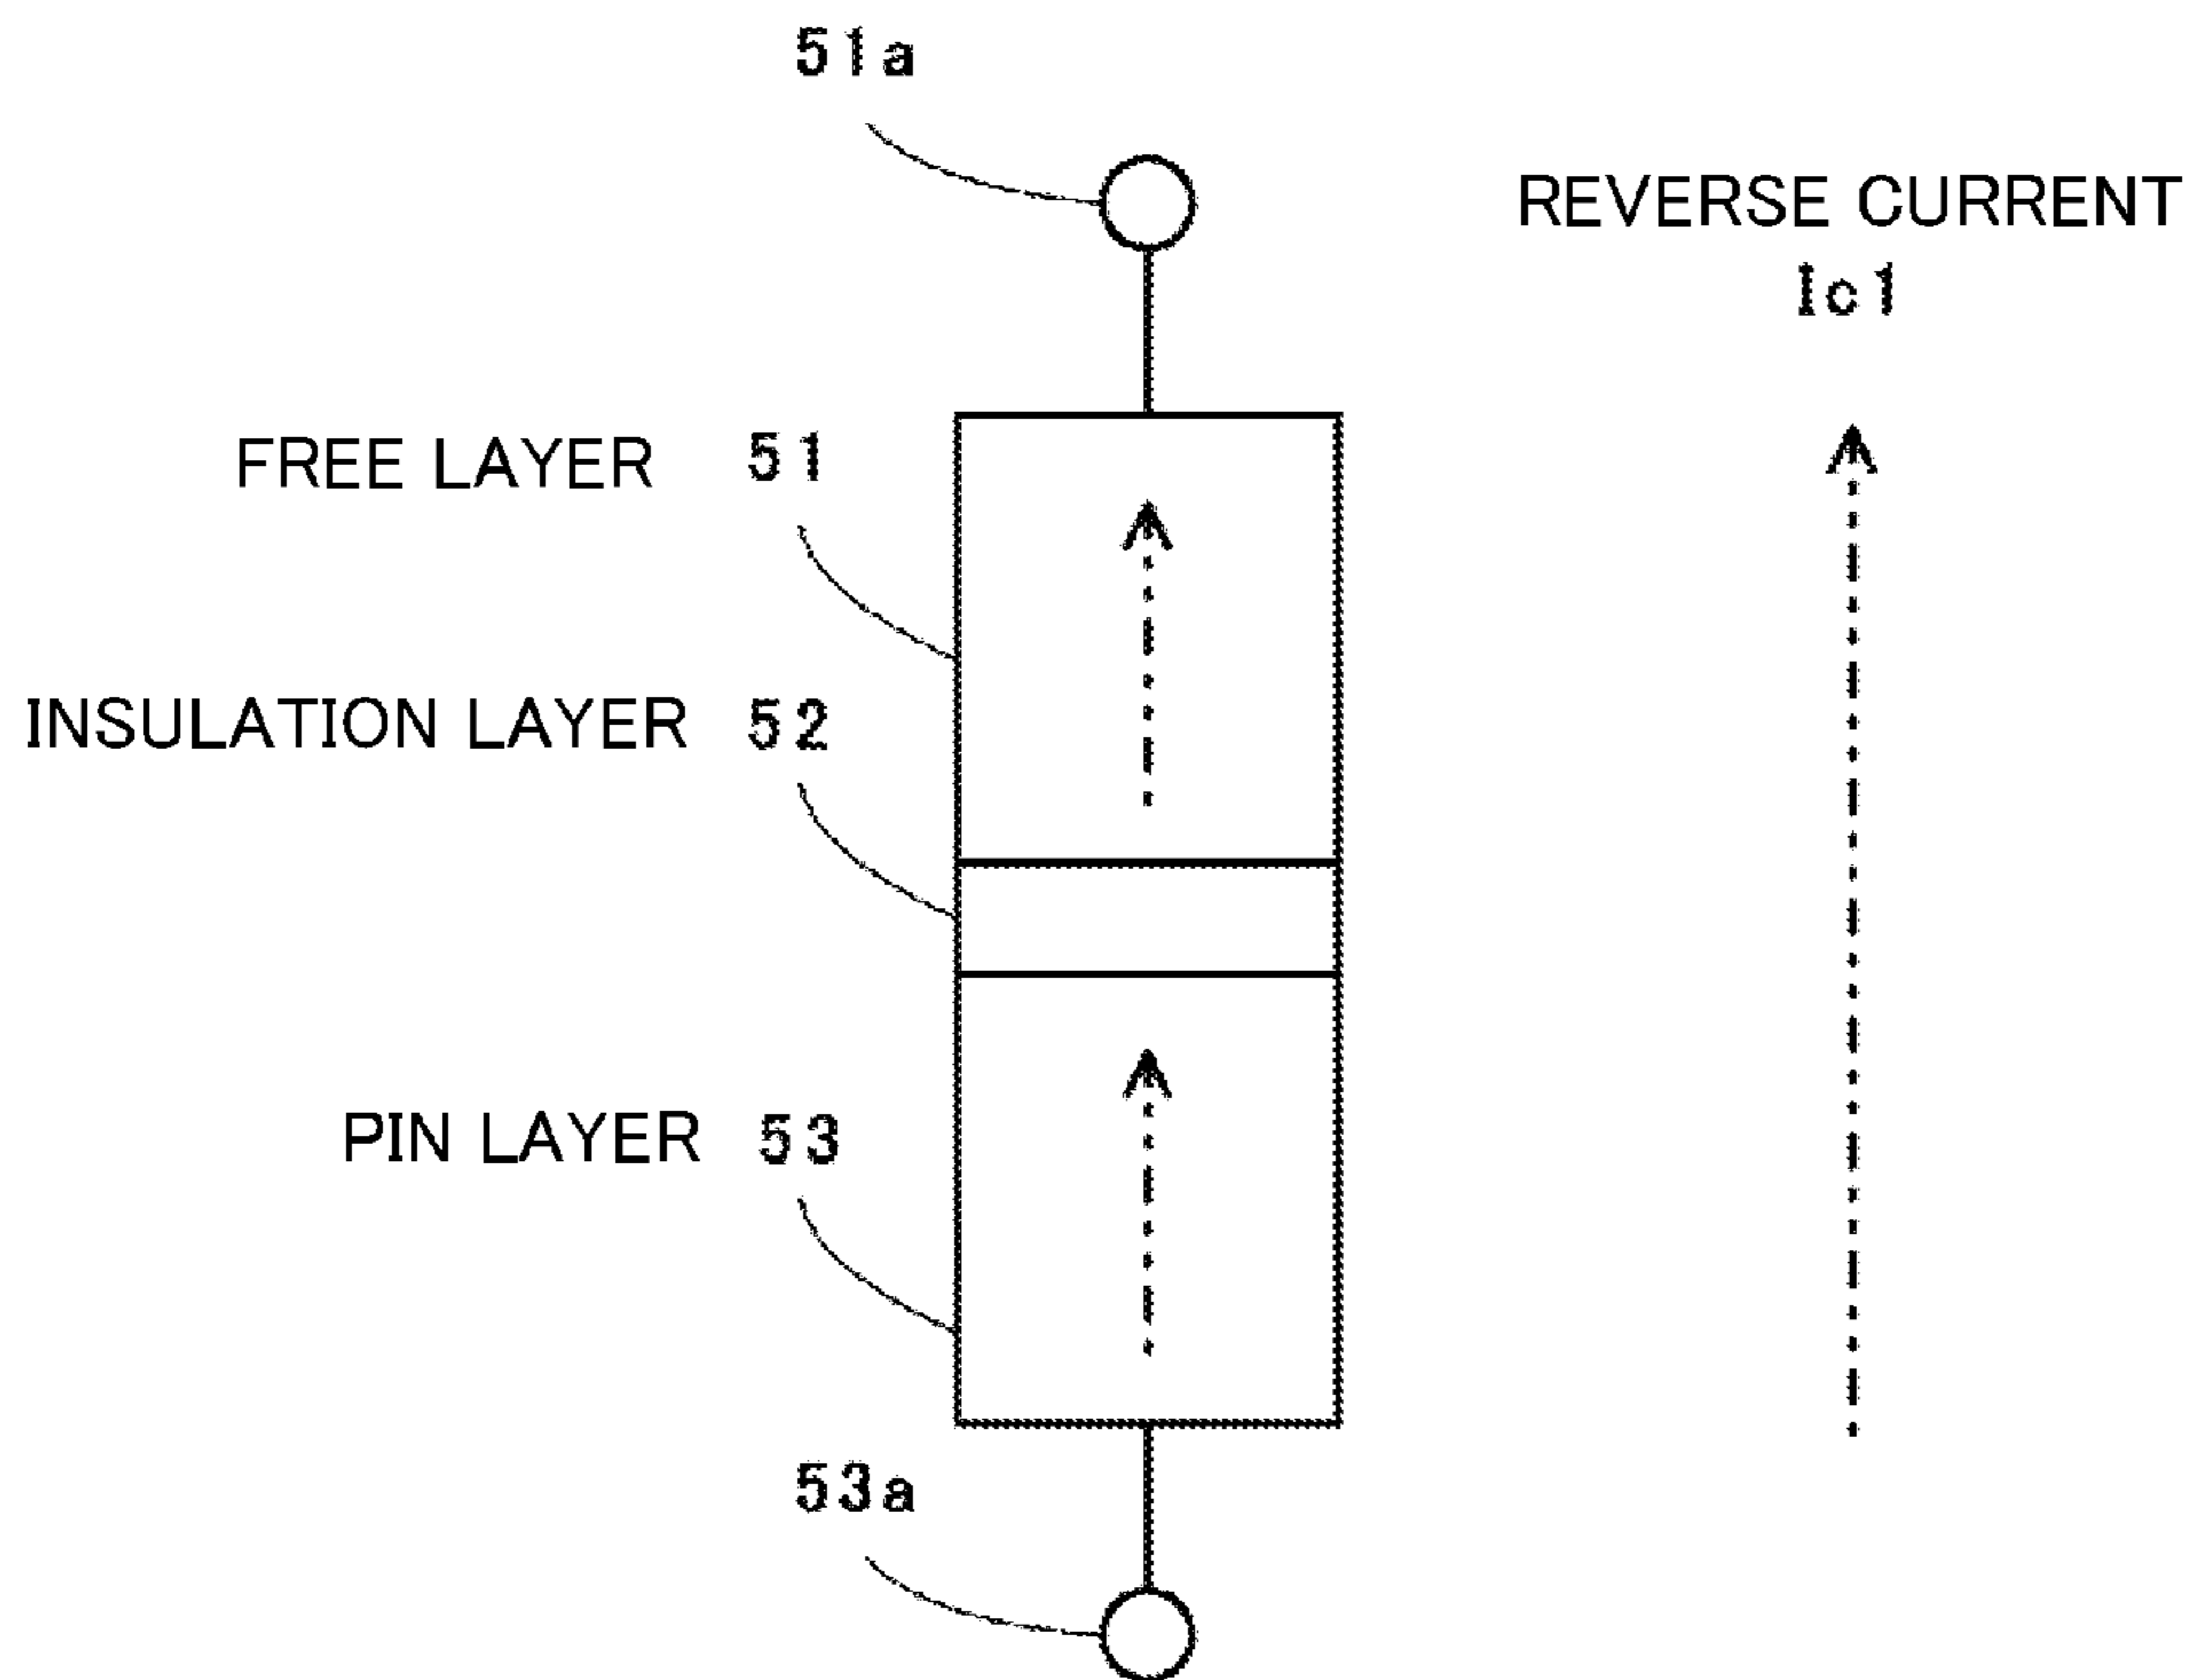 51a
REVERSE CURRENT
Ic1
FREE LAYER 51
INSULATION LAYER 52
PIN LAYER 53
53a